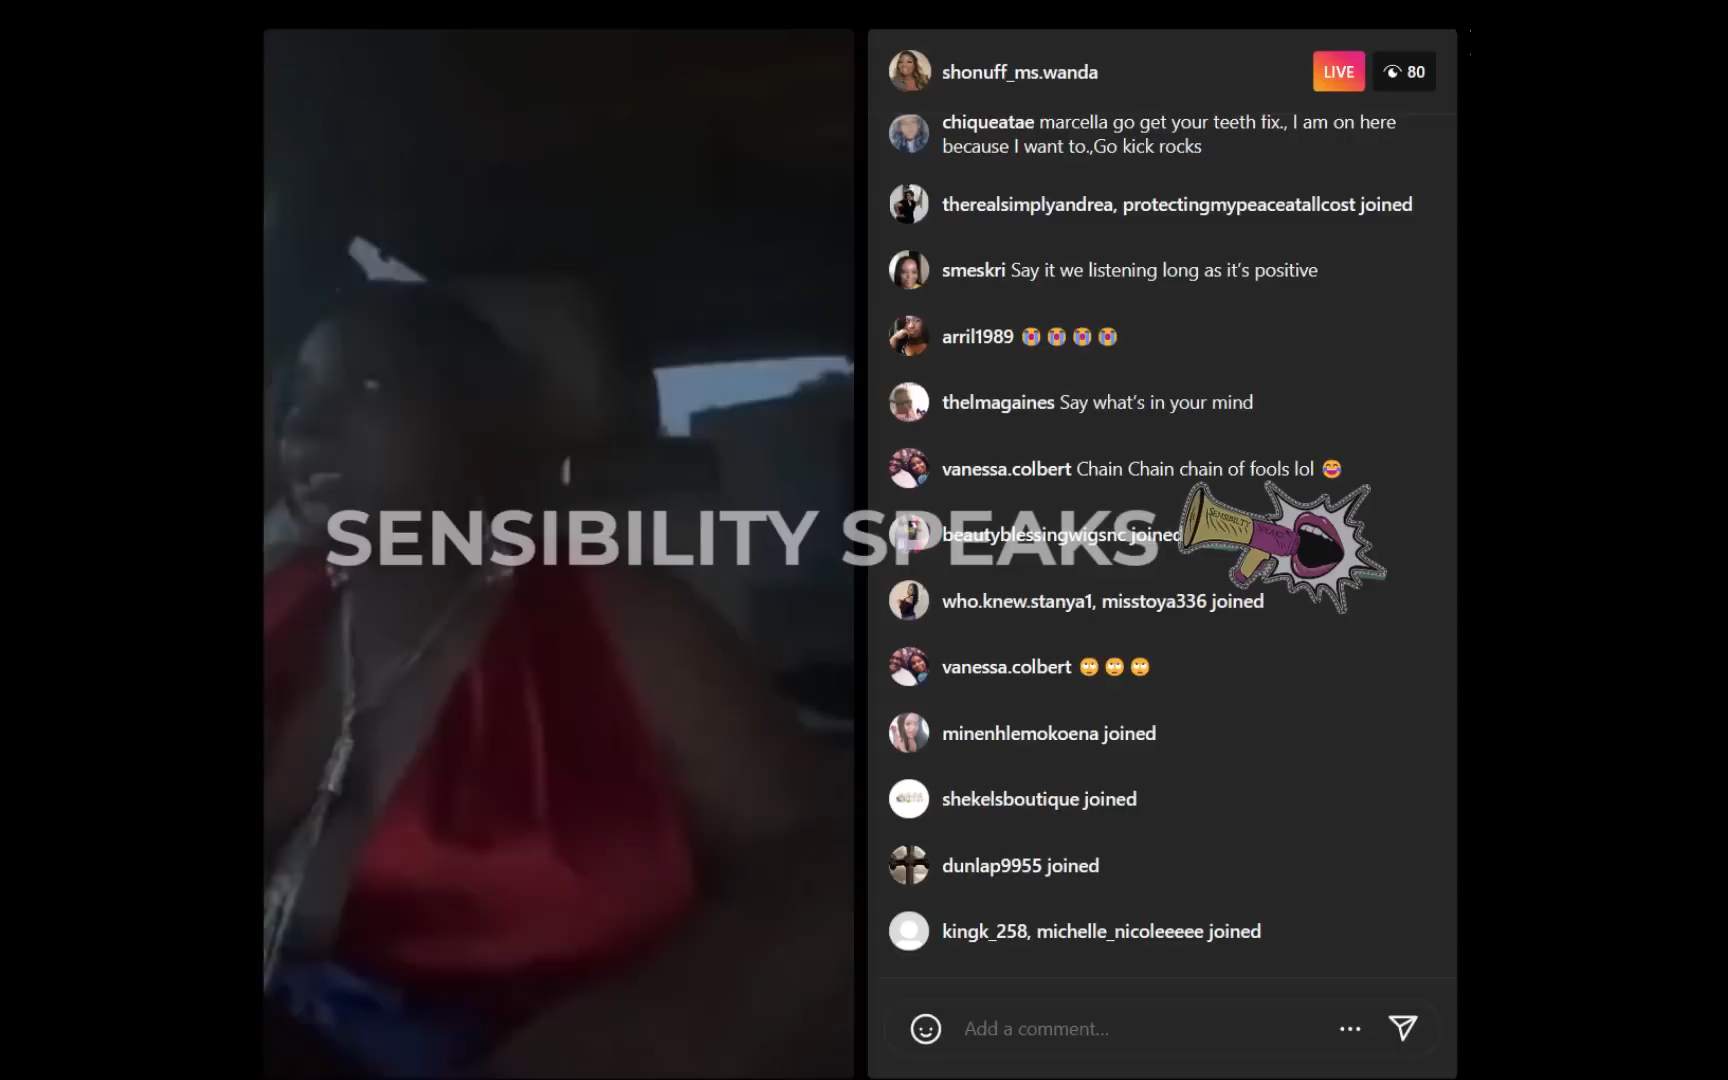 shonuff_ms.wanda
LIVE
80
chiqueatae marcella go get your teeth fix., I am on here
because I want to.,Go kick rocks
therealsimplyandrea, protectingmypeaceatallcost joined
smeskri Say it we listening long as it's positive
arril1989 😭😭😭😭
thelmagaines Say what's in your mind
vanessa.colbert Chain Chain chain of fools lol 😂
SENSIBILITY SPEAKS
SENSIBILTY
SPEAKS
beautyblessingwigsnc joined
who.knew.stanya1, misstoya336 joined
vanessa.colbert 🙄🙄🙄
minenhlemokoena joined
shekelsboutique joined
dunlap9955 joined
kingk_258, michelle_nicoleeeee joined
Add a comment...